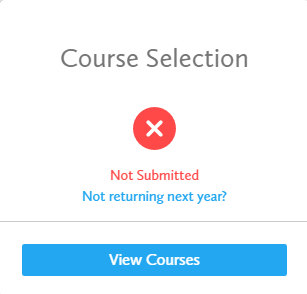 Course Selection
Not Submitted
Not returning next year?
View Courses